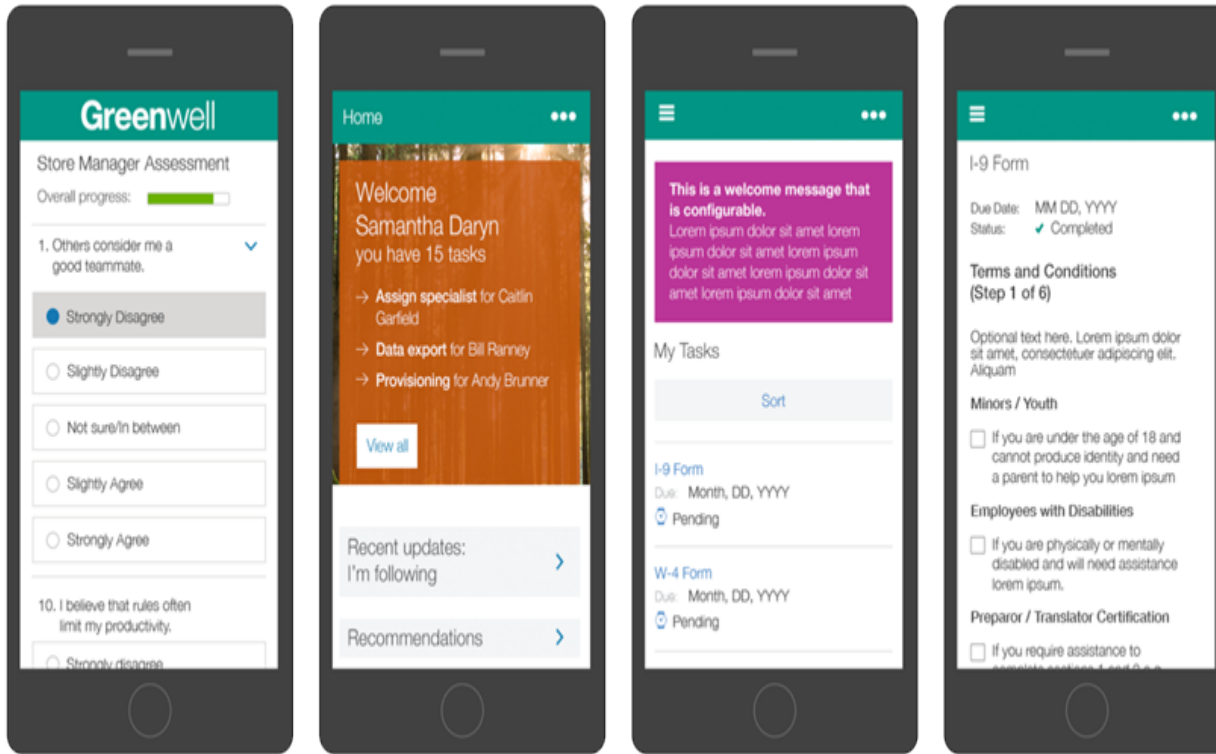 Greenwell
Store Manager Assessment
Overall progress:
1. Others consider me a
good teammate.
Strongly Disagree
Slightly Disagree
Not sure/In between
Slightly Agree
Strongly Agree
10. I believe that rules often
limit my productivity.
Strongly disagree
Home
Welcome
Samantha Daryn
you have 15 tasks
→ Assign specialist for Caitlin
Garfield
→ Data export for Bill Ranney
→ Provisioning for Andy Brunner
View all
Recent updates:
I'm following
Recommendations
This is a welcome message that
is configurable.
Lorem ipsum dolor sit amet lorem
ipsum dolor sit amet lorem ipsum
dolor sit amet lorem ipsum dolor sit
amet lorem ipsum dolor sit amet
My Tasks
Sort
I-9 Form
Due: Month, DD, YYYY
Pending
W-4 Form
Due: Month, DD, YYYY
Pending
I-9 Form
Due Date: MM DD, YYYY
Status: ✔ Completed
Terms and Conditions
(Step 1 of 6)
Optional text here. Lorem ipsum dolor
sit amet, consectetuer adipiscing elit.
Aliquam
Minors / Youth
If you are under the age of 18 and
cannot produce identity and need
a parent to help you lorem ipsum
Employees with Disabilities
If you are physically or mentally
disabled and will need assistance
lorem ipsum.
Preparor / Translator Certification
If you require assistance to